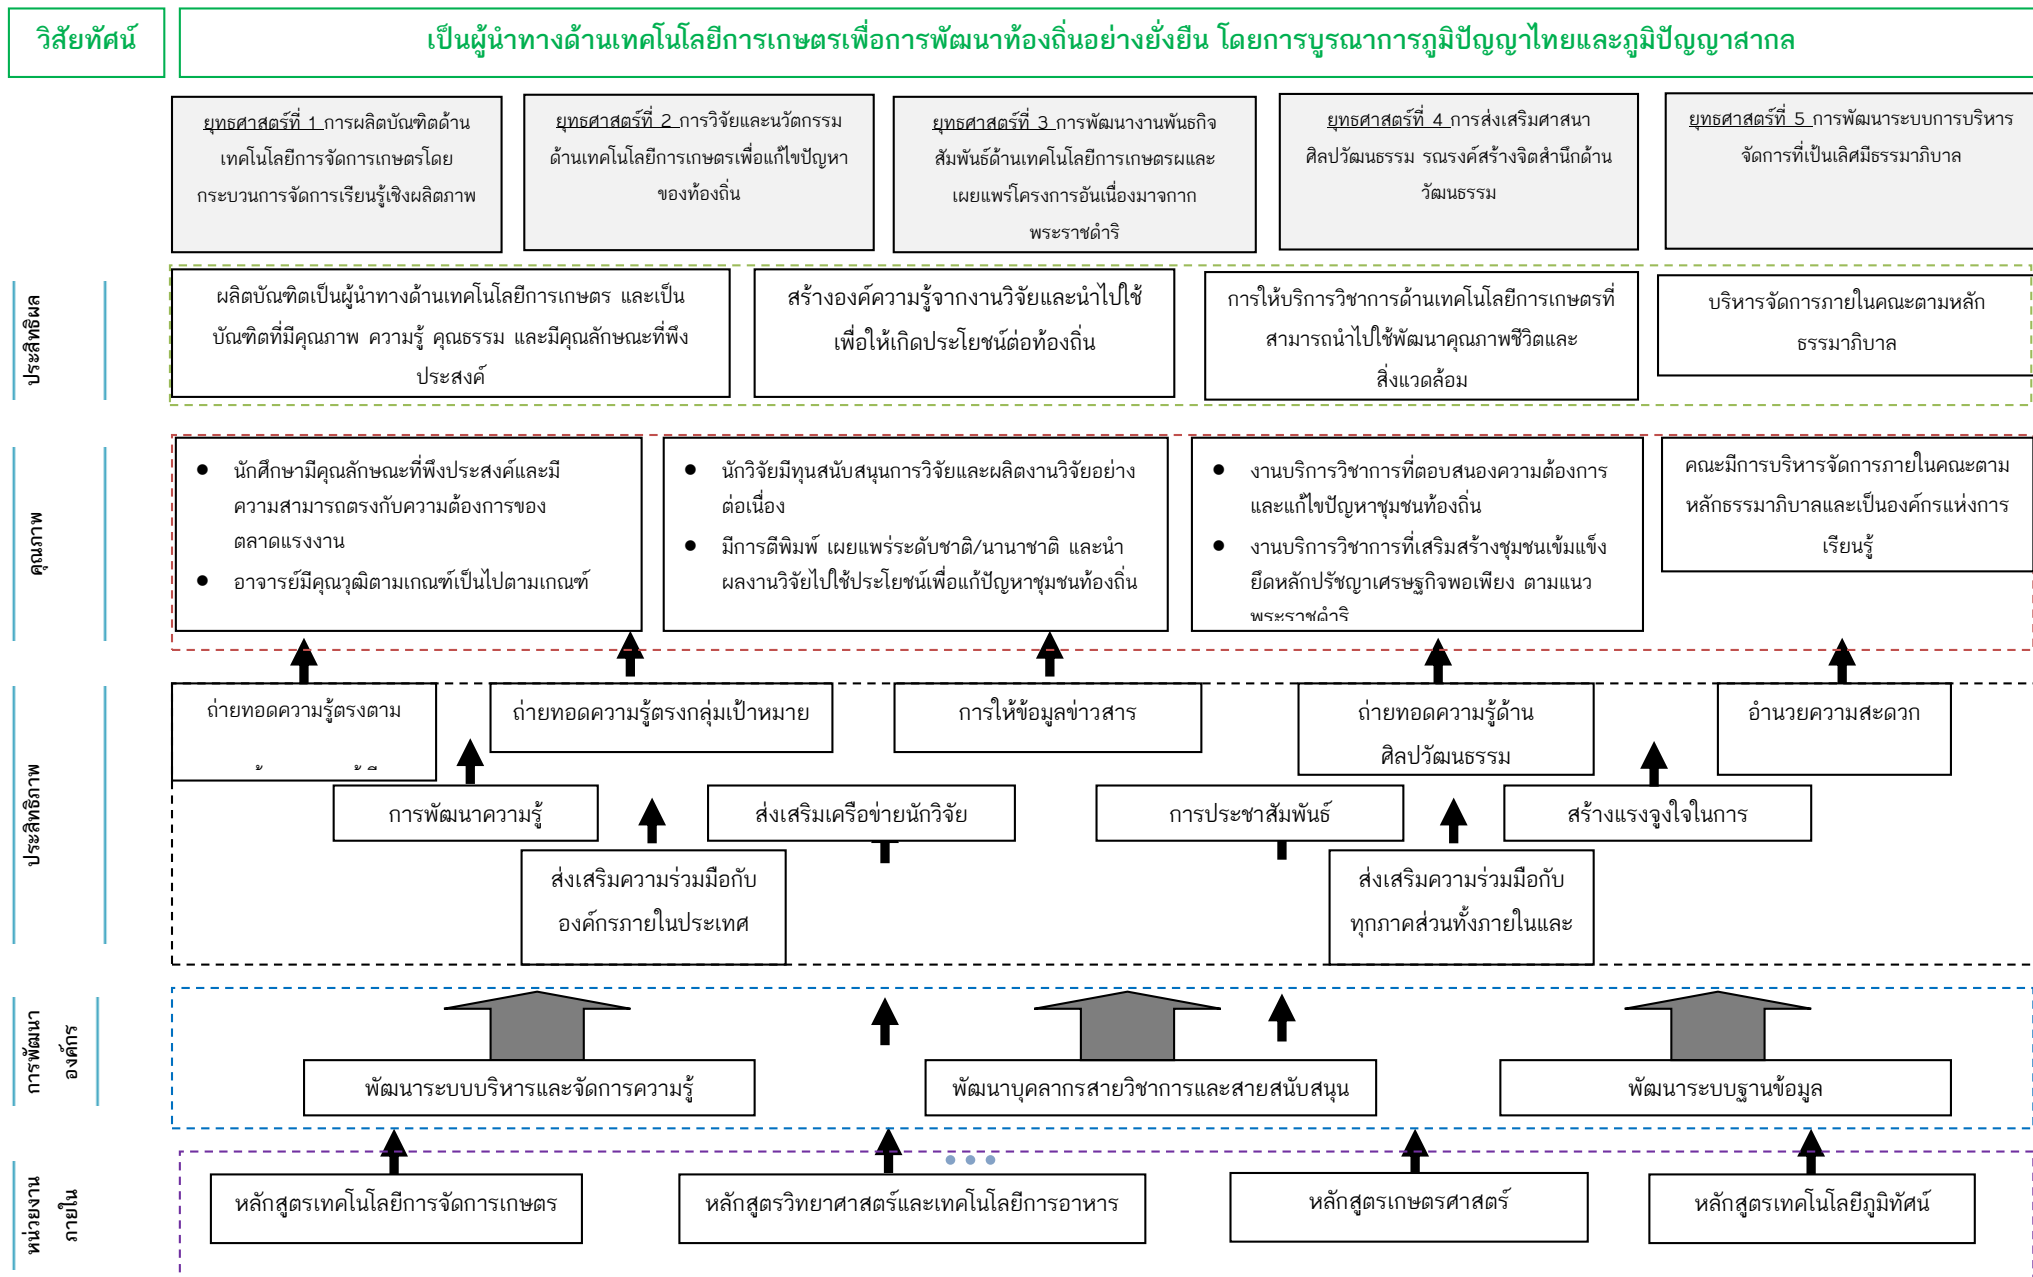 วิสัยทัศน์
เป็นผู้นำทางด้านเทคโนโลยีการเกษตรเพื่อการพัฒนาท้องถิ่นอย่างยั่งยืน โดยการบูรณาการภูมิปัญญาไทยและภูมิปัญญาสากล
ยุทธศาสตร์ที่ 1 การผลิตบัณฑิตด้าน
เทคโนโลยีการจัดการเกษตรโดย
กระบวนการจัดการเรียนรู้เชิงผลิตภาพ
ยุทธศาสตร์ที่ 2 การวิจัยและนวัตกรรม
ด้านเทคโนโลยีการเกษตรเพื่อแก้ไขปัญหา
ของท้องถิ่น
ยุทธศาสตร์ที่ 3 การพัฒนางานพันธกิจ
สัมพันธ์ด้านเทคโนโลยีการเกษตรผและ
เผยแพร่โครงการอันเนื่องมาจกาก
พระราชดำริ
ยุทธศาสตร์ที่ 4 การส่งเสริมศาสนา
ศิลปวัฒนธรรม รณรงค์สร้างจิตสำนึกด้าน
วัฒนธรรม
ยุทธศาสตร์ที่ 5 การพัฒนาระบบการบริหาร
จัดการที่เป็นเลิศมีธรรมาภิบาล
ประสิทธิผล
ผลิตบัณฑิตเป็นผู้นำทางด้านเทคโนโลยีการเกษตร และเป็น
บัณฑิตที่มีคุณภาพ ความรู้ คุณธรรม และมีคุณลักษณะที่พึง
ประสงค์
สร้างองค์ความรู้จากงานวิจัยและนำไปใช้
เพื่อให้เกิดประโยชน์ต่อท้องถิ่น
การให้บริการวิชาการด้านเทคโนโลยีการเกษตรที่
สามารถนำไปใช้พัฒนาคุณภาพชีวิตและ
สิ่งแวดล้อม
บริหารจัดการภายในคณะตามหลัก
ธรรมาภิบาล
คุณภาพ
● นักศึกษามีคุณลักษณะที่พึงประสงค์และมี
ความสามารถตรงกับความต้องการของ
ตลาดแรงงาน
● อาจารย์มีคุณวุฒิตามเกณฑ์เป็นไปตามเกณฑ์
● นักวิจัยมีทุนสนับสนุนการวิจัยและผลิตงานวิจัยอย่าง
ต่อเนื่อง
● มีการตีพิมพ์ เผยแพร่ระดับชาติ/นานาชาติ และนำ
ผลงานวิจัยไปใช้ประโยชน์เพื่อแก้ปัญหาชุมชนท้องถิ่น
● งานบริการวิชาการที่ตอบสนองความต้องการ
และแก้ไขปัญหาชุมชนท้องถิ่น
● งานบริการวิชาการที่เสริมสร้างชุมชนเข้มแข็ง
ยึดหลักปรัชญาเศรษฐกิจพอเพียง ตามแนว
พระราชดำริ
คณะมีการบริหารจัดการภายในคณะตาม
หลักธรรมาภิบาลและเป็นองค์กรแห่งการ
เรียนรู้
ประสิทธิภาพ
ถ่ายทอดความรู้ตรงตาม
ถ่ายทอดความรู้ตรงกลุ่มเป้าหมาย
การให้ข้อมูลข่าวสาร
ถ่ายทอดความรู้ด้าน
ศิลปวัฒนธรรม
อำนวยความสะดวก
การพัฒนาความรู้
ส่งเสริมเครือข่ายนักวิจัย
การประชาสัมพันธ์
สร้างแรงจูงใจในการ
ส่งเสริมความร่วมมือกับ
องค์กรภายในประเทศ
ส่งเสริมความร่วมมือกับ
ทุกภาคส่วนทั้งภายในและ
การพัฒนา
องค์กร
พัฒนาระบบบริหารและจัดการความรู้
พัฒนาบุคลากรสายวิชาการและสายสนับสนุน
พัฒนาระบบฐานข้อมูล
หน่วยงาน
ภายใน
หลักสูตรเทคโนโลยีการจัดการเกษตร
หลักสูตรวิทยาศาสตร์และเทคโนโลยีการอาหาร
หลักสูตรเกษตรศาสตร์
หลักสูตรเทคโนโลยีภูมิทัศน์